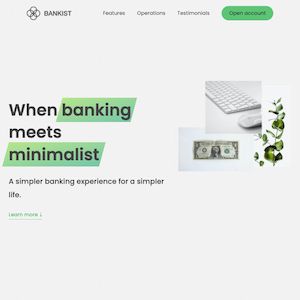 BANKIST
Features
Operations
Testimonials
Open account
When banking
meets
minimalist
A simpler banking experience for a simpler
life.
Learn more ↓